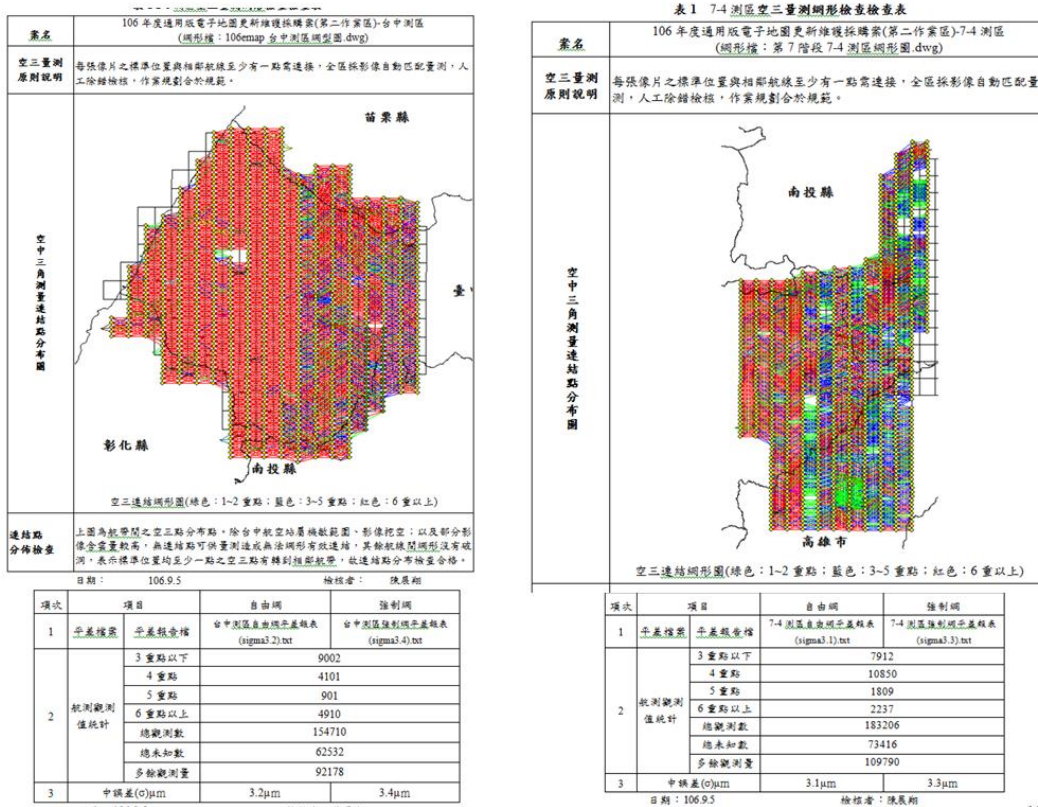 案名
106 年度通用版電子地圖更新維護採購案(第二作業區)-台中測區
(網形檔：106emap 台中測區網型圖.dwg)
空三量測
原則說明
每張像片之標準位置與相鄰航線至少有一點需連接，全區採影像自動匹配量測，人
工除錯檢核，作業規劃合於規範。
空中三角測量連結點分布圖
苗栗縣
彰化縣
南投縣
空三連結網形圖(綠色：1~2 重點；藍色：3~5 重點；紅色：6 重以上)
連結點
分佈檢查
上圖為航帶間之空三點分布點。除台中航空站屬機敏範圍、影像挖空；以及部分影
像含雲量較高，無連結點可供量測造成無法網形有效連結，其餘航線間網形沒有破
洞，表示標準位置均至少一點之空三點有轉到相鄰航帶，故連結點分布檢查合格。
日期： 106.9.5 檢核者： 陳晨翔
項次 項目 自由網 強制網
1 平差檔案 平差報告檔 台中測區自由網平差報表 (sigma3.2).txt 台中測區強制網平差報表 (sigma3.4).txt
2 航測觀測值統計
3 重點以下 9002
4 重點 4101
5 重點 901
6 重點以上 4910
總觀測數 154710
總未知數 62532
多餘觀測量 92178
3 中誤差(σ)μm 3.2μm 3.4μm
表 1 7-4 測區空三量測網形檢查檢查表
案名
106 年度通用版電子地圖更新維護採購案(第二作業區)-7-4 測區
(網形檔：第 7 階段 7-4 測區網形圖.dwg)
空三量測
原則說明
每張像片之標準位置與相鄰航線至少有一點需連接，全區採影像自動匹配量
測，人工除錯檢核，作業規劃合於規範。
空中三角測量連結點分布圖
南投縣
高雄市
空三連結網形圖(綠色：1~2 重點；藍色：3~5 重點；紅色：6 重以上)
項次 項目 自由網 強制網
1 平差檔案 平差報告檔 7-4 測區自由網平差報表 (sigma3.1).txt 7-4 測區強制網平差報表 (sigma3.3).txt
2 航測觀測值統計
3 重點以下 7912
4 重點 10850
5 重點 1809
6 重點以上 2237
總觀測數 183206
總未知數 73416
多餘觀測量 109790
3 中誤差(σ)μm 3.1μm 3.3μm
日期：106.9.5 檢核者：陳晨翔